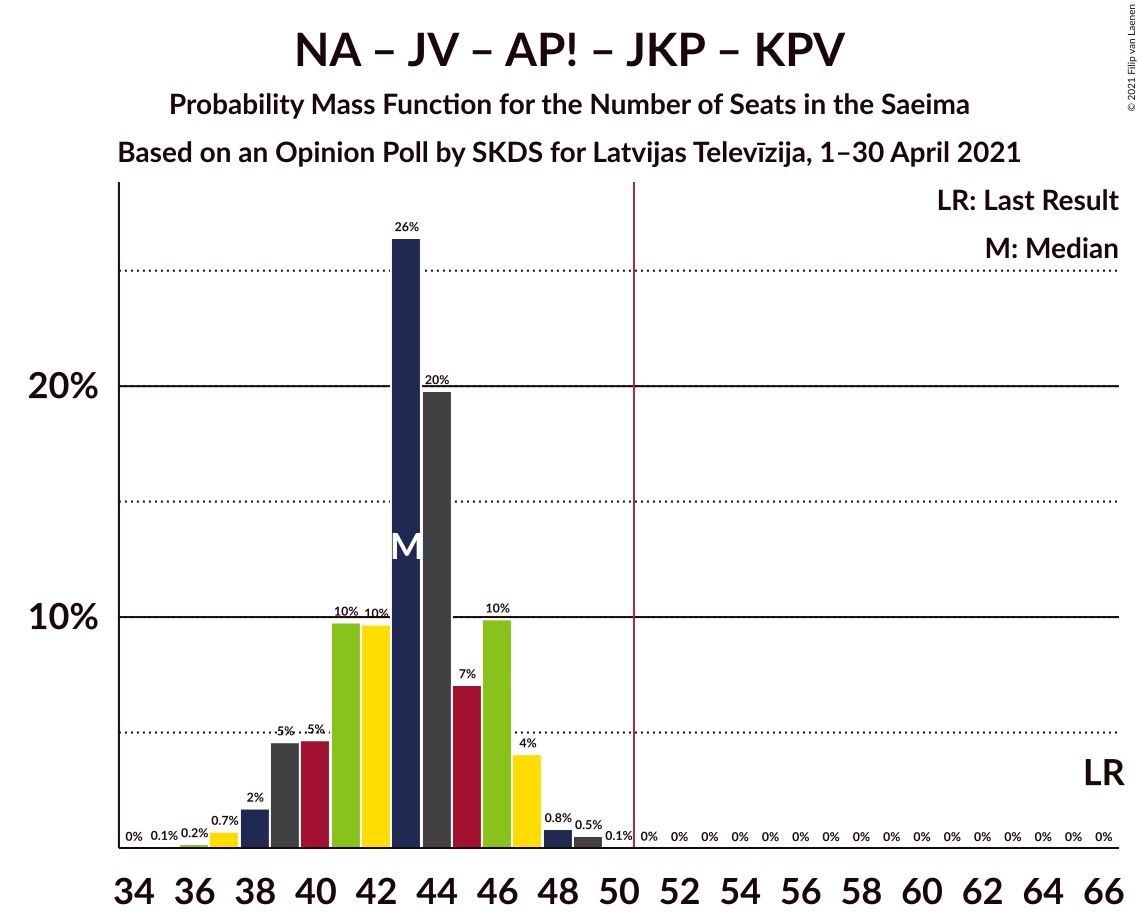 NA – JV – AP! – JKP – KPV
Probability Mass Function for the Number of Seats in the Saeima
Based on an Opinion Poll by SKDS for Latvijas Televīzija, 1–30 April 2021
© 2021 Filip van Laenen
LR: Last Result
M: Median
20%
10%
0% 0.1% 0.2% 0.7% 2% 5% 5% 10% 10% 26% 20% 7% 10% 4% 0.8% 0.5% 0.1% 0% 0% 0% 0% 0% 0% 0% 0% 0% 0% 0% 0% 0% 0% 0% 0%
M
LR
34 36 38 40 42 44 46 48 50 52 54 56 58 60 62 64 66